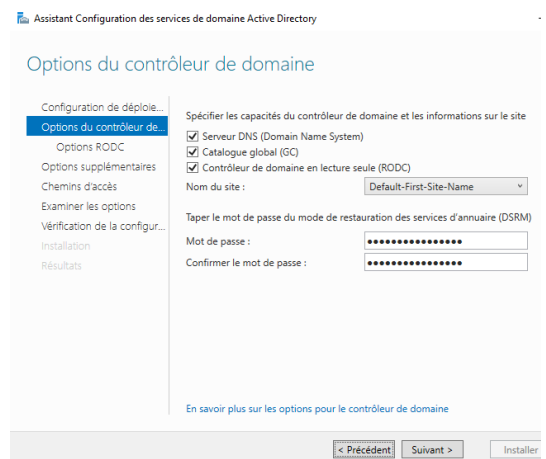 Assistant Configuration des services de domaine Active Directory
Options du contrôleur de domaine
Configuration de déploie...
Options du contrôleur de...
Options RODC
Options supplémentaires
Chemins d'accès
Examiner les options
Vérification de la configur...
Installation
Résultats
Spécifier les capacités du contrôleur de domaine et les informations sur le site
Serveur DNS (Domain Name System)
Catalogue global (GC)
Contrôleur de domaine en lecture seule (RODC)
Nom du site : Default-First-Site-Name
Taper le mot de passe du mode de restauration des services d'annuaire (DSRM)
Mot de passe : ••••••••••••••••
Confirmer le mot de passe : ••••••••••••••••
En savoir plus sur les options pour le contrôleur de domaine
< Précédent Suivant > Installer